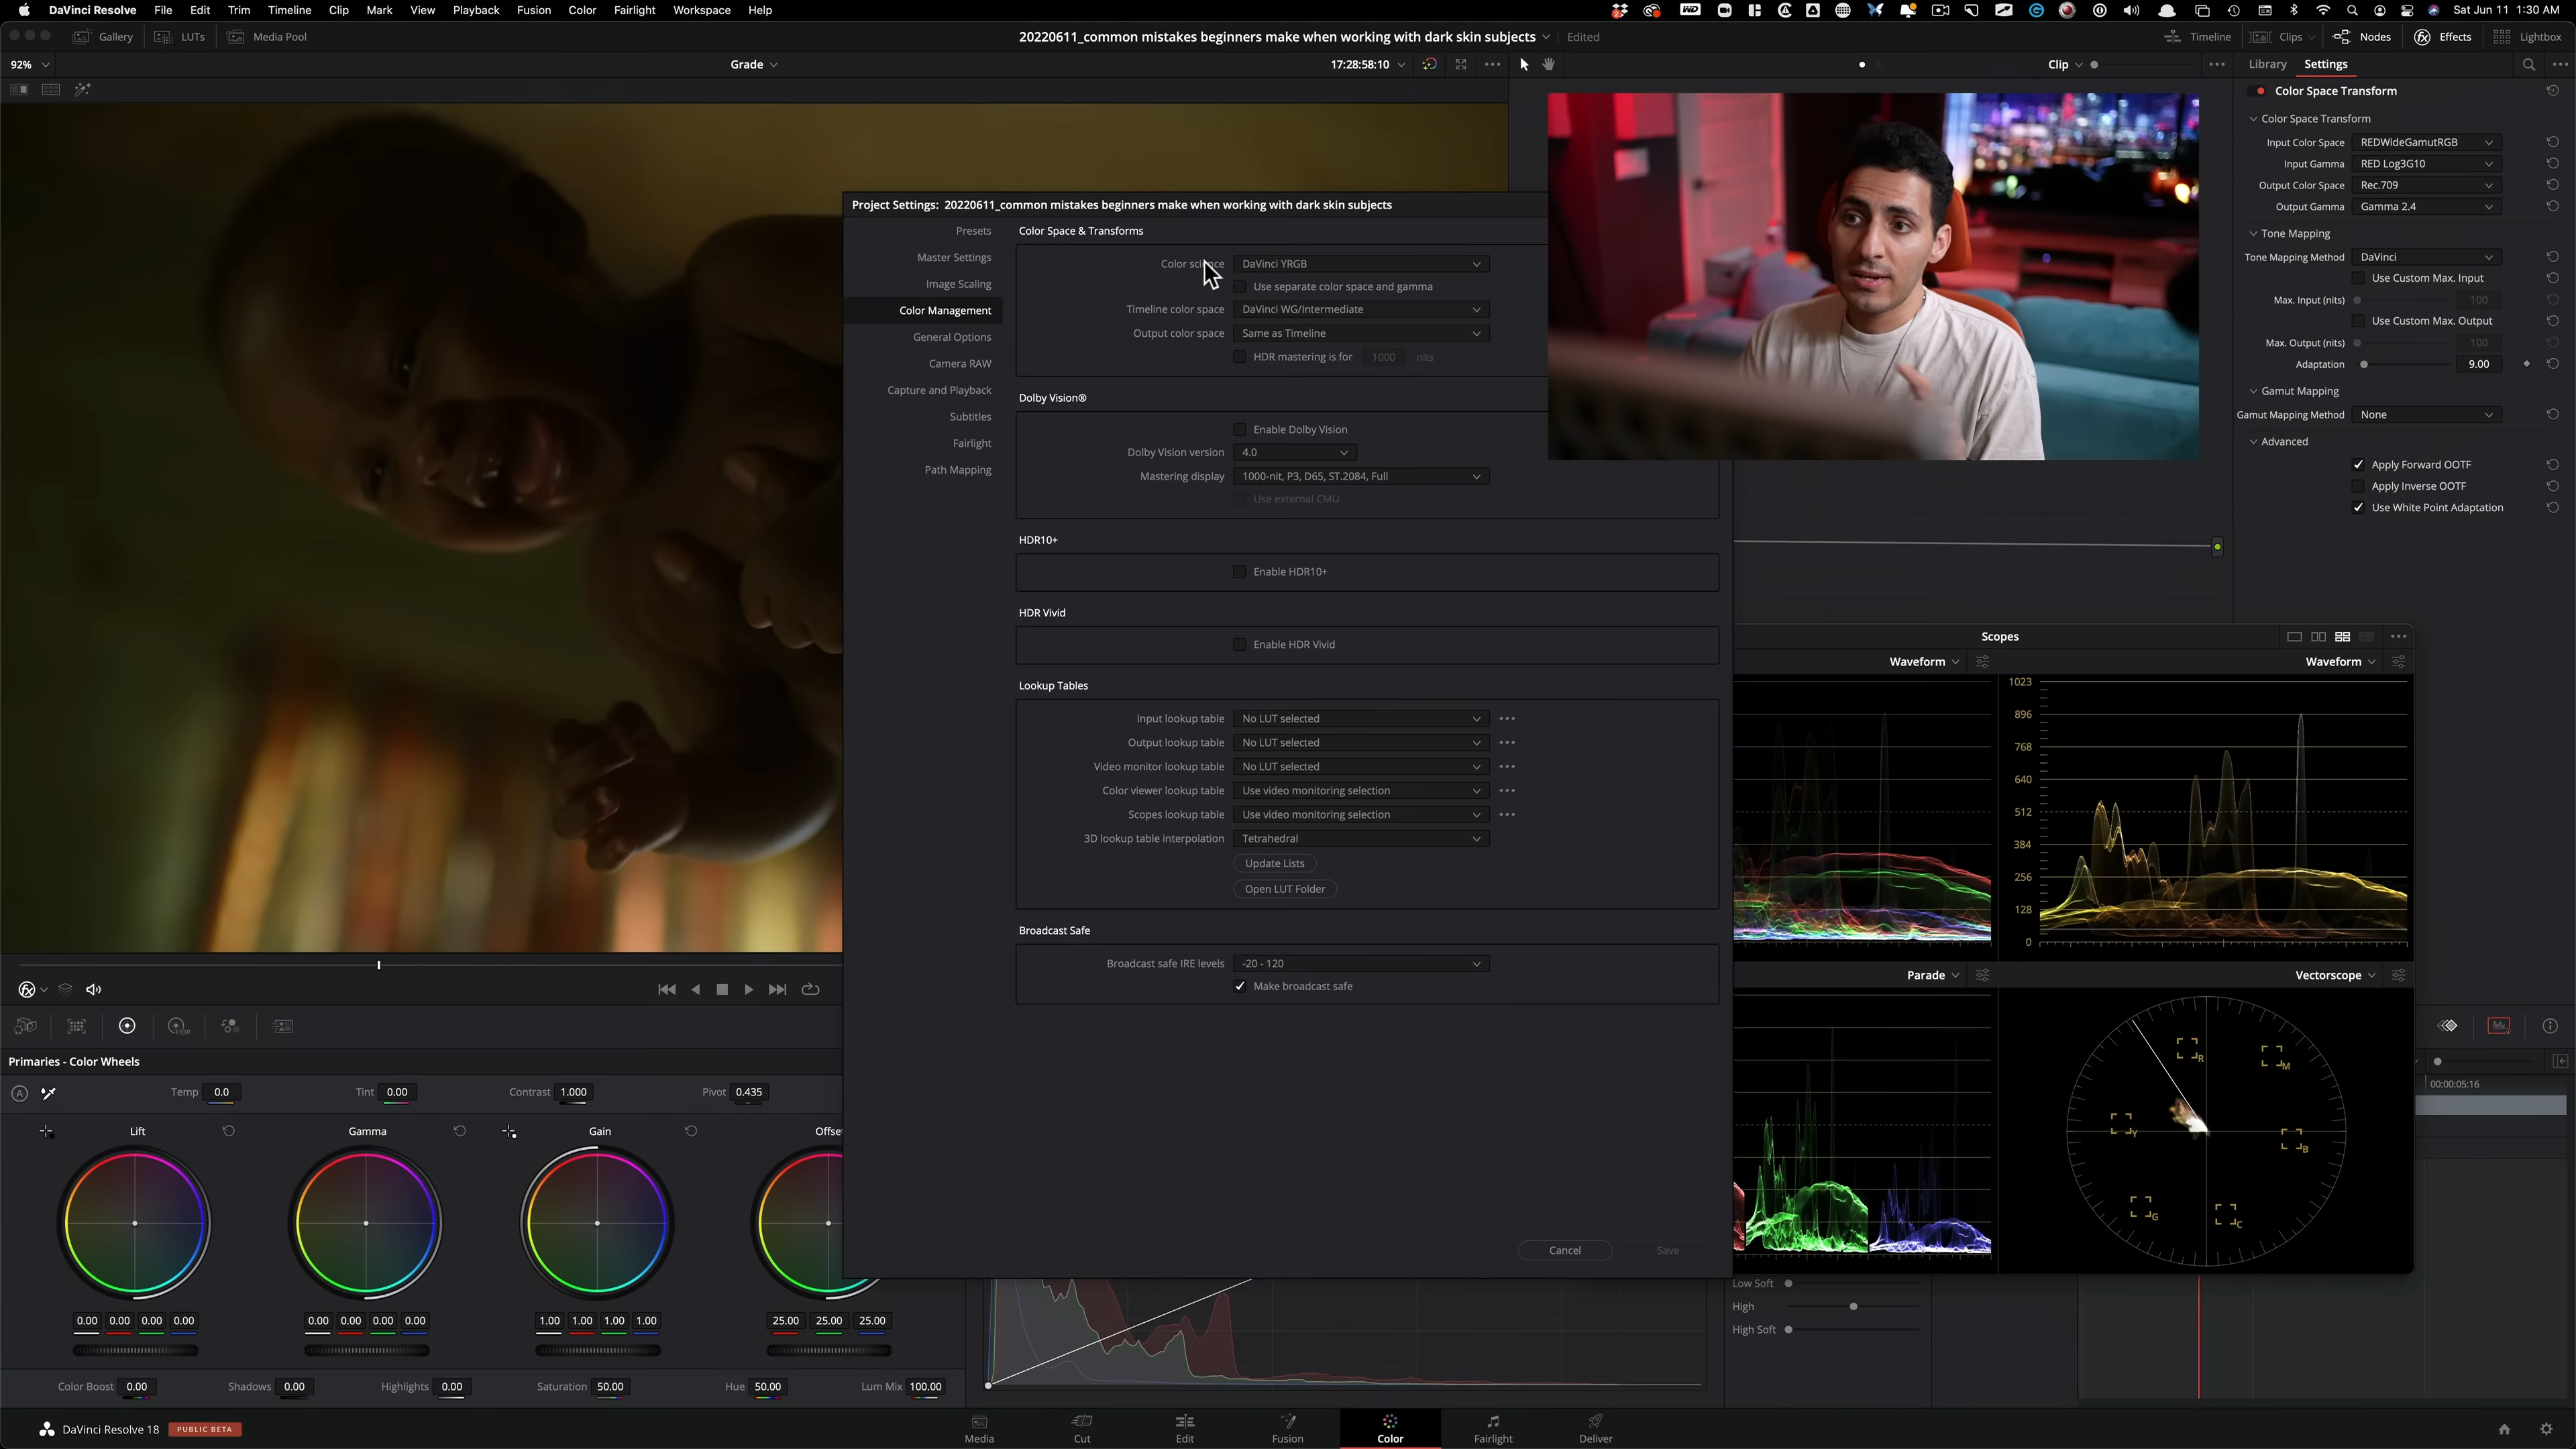 DaVinci Resolve File Edit Trim Timeline Clip Mark View Playback Fusion Color Fairlight Workspace Help
Sat Jun 11 1:30 AM
Gallery LUTs Media Pool
20220611_common mistakes beginners make when working with dark skin subjects Edited
Timeline Clips Nodes Effects Lightbox
92% Grade 17:28:58:10 Clip
Library Settings
Color Space Transform
Color Space Transform
Input Color Space REDWideGamutRGB
Input Gamma RED Log3G10
Output Color Space Rec.709
Output Gamma Gamma 2.4
Tone Mapping
Tone Mapping Method DaVinci
Use Custom Max. Input
Max. Input (nits) 100
Use Custom Max. Output
Max. Output (nits) 100
Adaptation 9.00
Gamut Mapping
Gamut Mapping Method None
Advanced
Apply Forward OOTF
Apply Inverse OOTF
Use White Point Adaptation
Project Settings: 20220611_common mistakes beginners make when working with dark skin subjects
Presets
Master Settings
Image Scaling
Color Management
General Options
Camera RAW
Capture and Playback
Subtitles
Fairlight
Path Mapping
Color Space & Transforms
Color science DaVinci YRGB
Use separate color space and gamma
Timeline color space DaVinci WG/Intermediate
Output color space Same as Timeline
HDR mastering is for 1000 nits
Dolby Vision®
Enable Dolby Vision
Dolby Vision version 4.0
Mastering display 1000-nit, P3, D65, ST.2084, Full
Use external CMU
HDR10+
Enable HDR10+
HDR Vivid
Enable HDR Vivid
Lookup Tables
Input lookup table No LUT selected
Output lookup table No LUT selected
Video monitor lookup table No LUT selected
Color viewer lookup table Use video monitoring selection
Scopes lookup table Use video monitoring selection
3D lookup table interpolation Tetrahedral
Update Lists
Open LUT Folder
Broadcast Safe
Broadcast safe IRE levels -20 - 120
Make broadcast safe
Cancel Save
Scopes
Waveform Waveform
1023
896
768
640
512
384
256
128
0
Parade Vectorscope
R
M
Y
B
G
C
00:00:05:16
Primaries - Color Wheels
Temp 0.0 Tint 0.00 Contrast 1.000 Pivot 0.435
Lift Gamma Gain Offse
0.00 0.00 0.00 0.00 0.00 0.00 0.00 0.00 1.00 1.00 1.00 1.00 25.00 25.00 25.00
Color Boost 0.00 Shadows 0.00 Highlights 0.00 Saturation 50.00 Hue 50.00 Lum Mix 100.00
Low Soft
High
High Soft
DaVinci Resolve 18 PUBLIC BETA
Media Cut Edit Fusion Color Fairlight Deliver